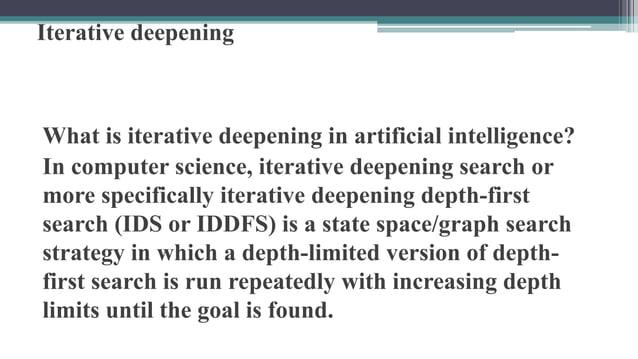 Iterative deepening
What is iterative deepening in artificial intelligence?
In computer science, iterative deepening search or
more specifically iterative deepening depth-first
search (IDS or IDDFS) is a state space/graph search
strategy in which a depth-limited version of depth-
first search is run repeatedly with increasing depth
limits until the goal is found.